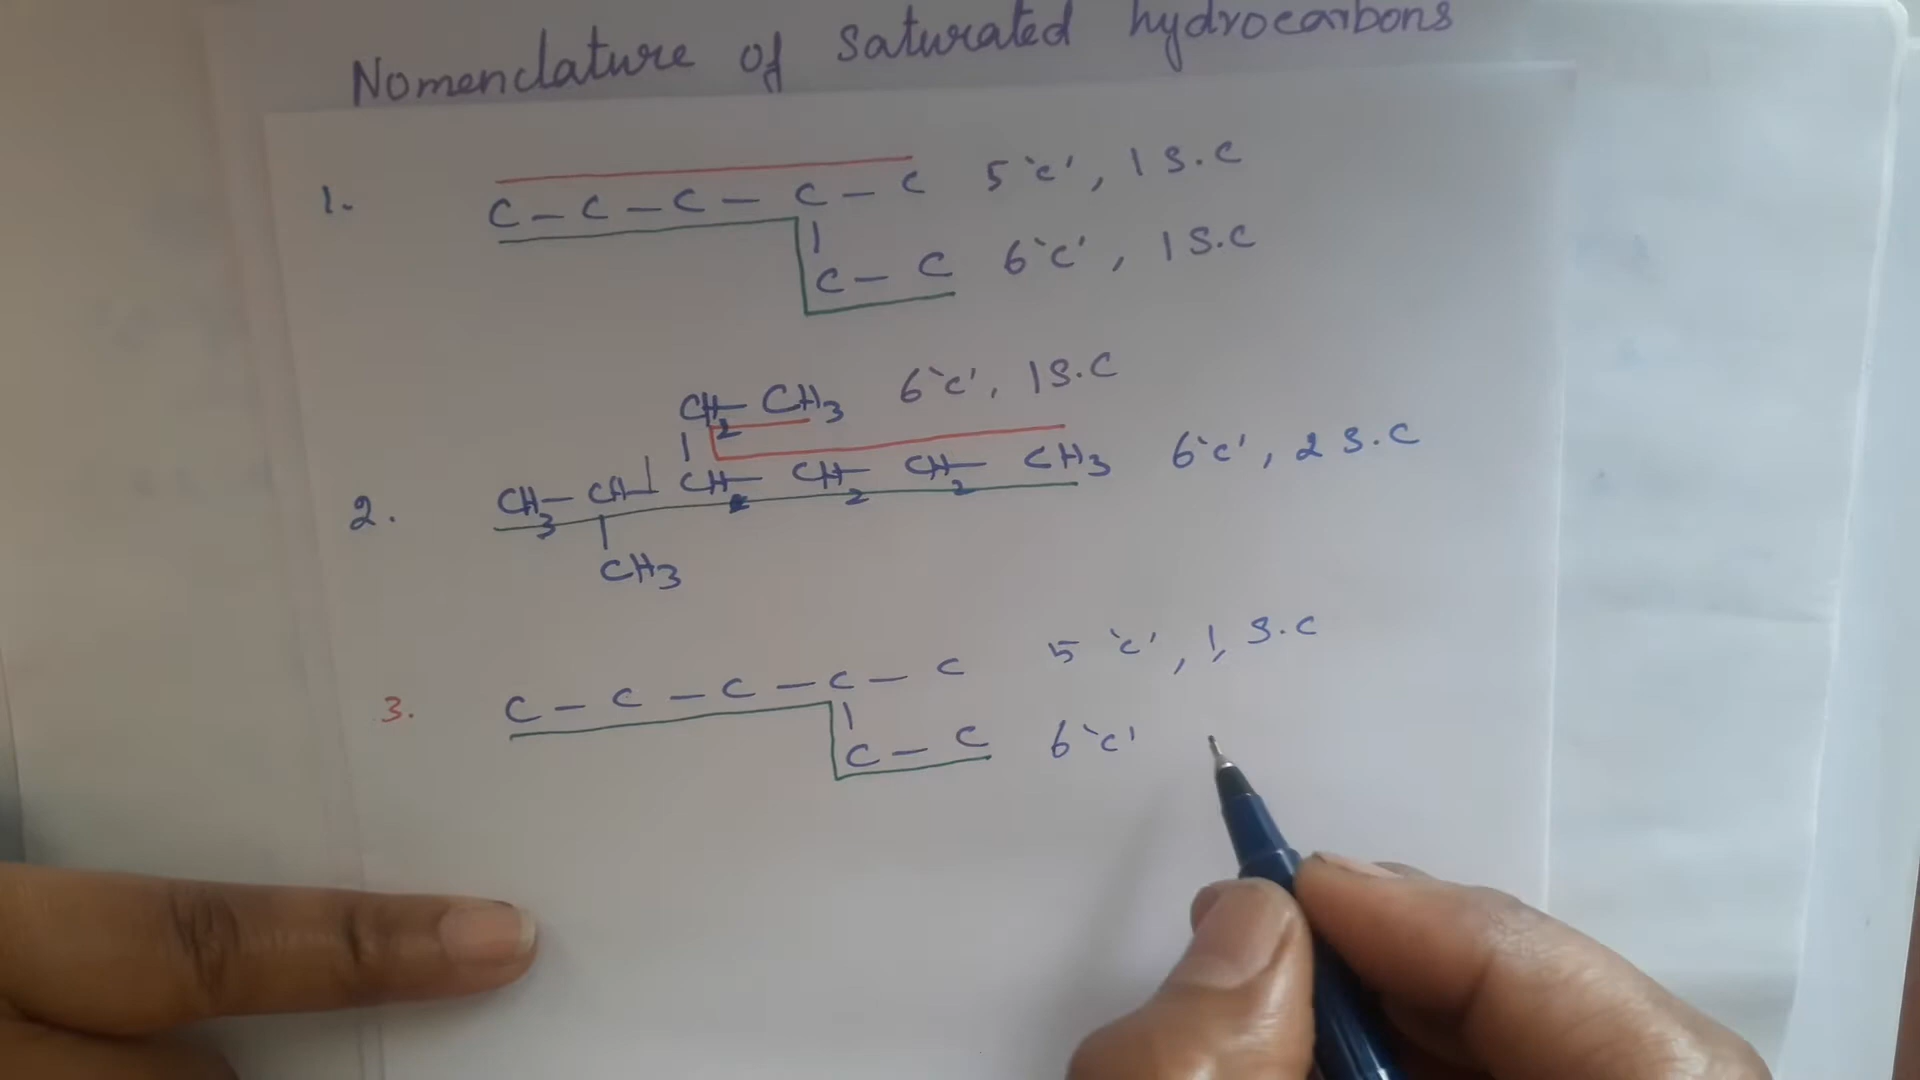 Nomenclature of saturated hydrocarbons
1. C - C - C - C - C 5 'c', 1 S.C
C - C 6 'c', 1 S.C
CH2 - CH3 6 'c', 1 S.C
2. CH3 - CH - CH - CH2 - CH2 - CH3 6 'c', 2 S.C
CH3
3. C - C - C - C - C 5 'c', 1, S.C
C - C 6 'c'